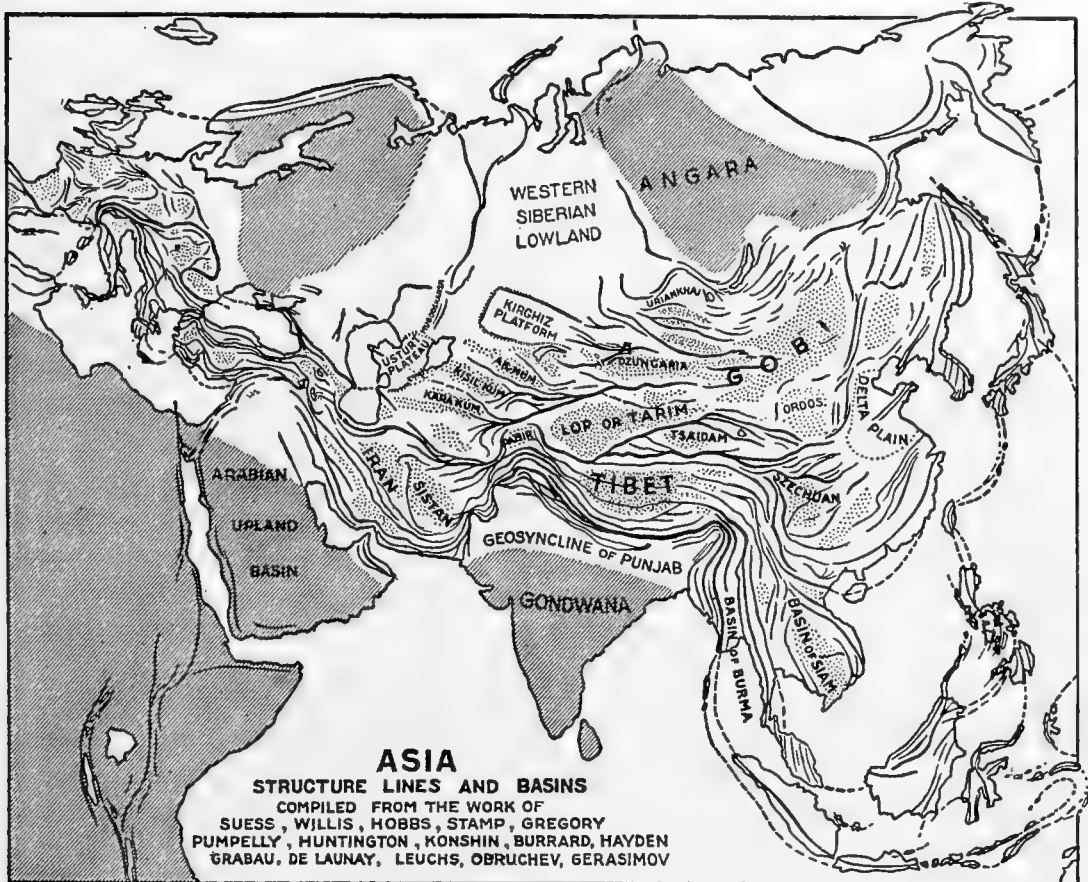 ANGARA
WESTERN
SIBERIAN
LOWLAND
URIANKHAI
KIRGHIZ
PLATFORM
USTURT
PLATEAU
AK-KUM
KIZIL KUM
KARA KUM
DZUNGARIA
GOBI
LOP OR TARIM
PAMIR
TSAIDAM
ORDOS
DELTA
PLAIN
IRAN
SISTAN
TIBET
SZECHUAN
ARABIAN
UPLAND
BASIN
GEOSYNCLINE OF PUNJAB
GONDWANA
BASIN OF BURMA
BASIN OF SIAM
ASIA
STRUCTURE LINES AND BASINS
COMPILED FROM THE WORK OF
SUESS, WILLIS, HOBBS, STAMP, GREGORY
PUMPELLY, HUNTINGTON, KONSHIN, BURRARD, HAYDEN
GRABAU, DE LAUNAY, LEUCHS, OBRUCHEV, GERASIMOV